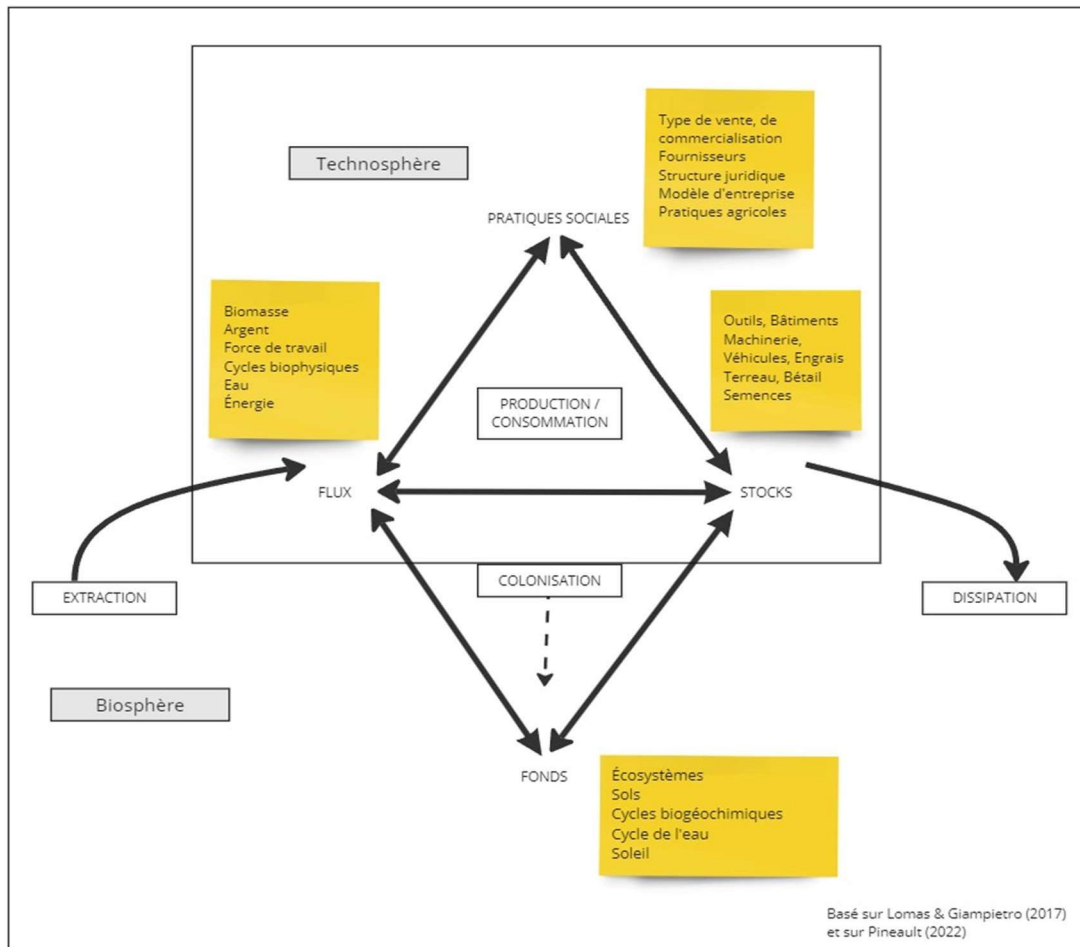 Technosphère
Type de vente, de
commercialisation
Fournisseurs
Structure juridique
Modèle d'entreprise
Pratiques agricoles
PRATIQUES SOCIALES
Biomasse
Argent
Force de travail
Cycles biophysiques
Eau
Énergie
Outils, Bâtiments
Machinerie,
Véhicules, Engrais
Terreau, Bétail
Semences
PRODUCTION /
CONSOMMATION
FLUX
STOCKS
COLONISATION
EXTRACTION
DISSIPATION
Biosphère
FONDS
Écosystèmes
Sols
Cycles biogéochimiques
Cycle de l'eau
Soleil
Basé sur Lomas & Giampietro (2017)
et sur Pineault (2022)